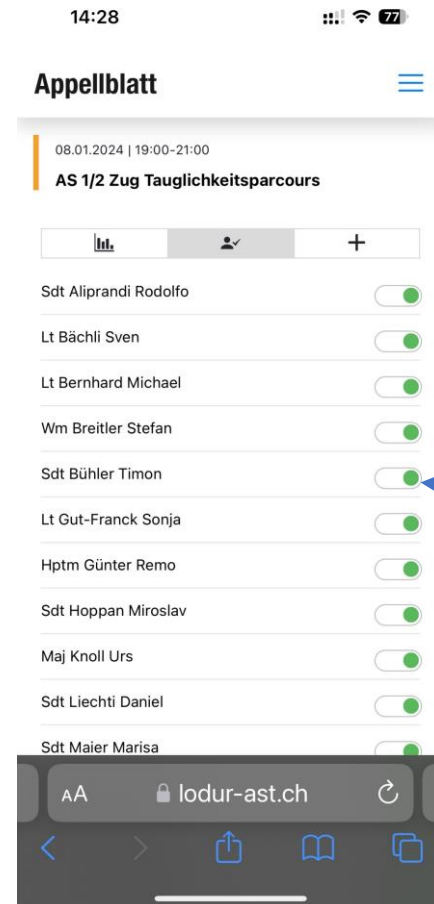 14:28
77
Appellblatt
08.01.2024 | 19:00-21:00
AS 1/2 Zug Tauglichkeitsparcours
+
Sdt Aliprandi Rodolfo
Lt Bächli Sven
Lt Bernhard Michael
Wm Breitler Stefan
Sdt Bühler Timon
Lt Gut-Franck Sonja
Hptm Günter Remo
Sdt Hoppan Miroslav
Maj Knoll Urs
Sdt Liechti Daniel
Sdt Maier Marisa
AA lodur-ast.ch